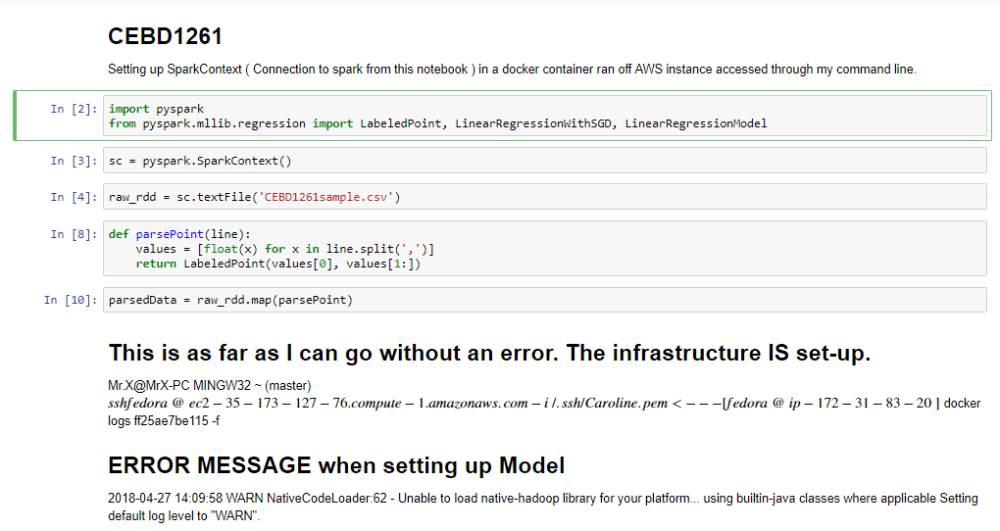 CEBD1261
Setting up SparkContext ( Connection to spark from this notebook ) in a docker container ran off AWS instance accessed through my command line.
In [2]: import pyspark
from pyspark.mllib.regression import LabeledPoint, LinearRegressionWithSGD, LinearRegressionModel
In [3]: sc = pyspark.SparkContext()
In [4]: raw_rdd = sc.textFile('CEBD1261sample.csv')
In [8]: def parsePoint(line):
    values = [float(x) for x in line.split(',')]
    return LabeledPoint(values[0], values[1:])
In [10]: parsedData = raw_rdd.map(parsePoint)
This is as far as I can go without an error. The infrastructure IS set-up.
Mr.X@MrX-PC MINGW32 ~ (master)
sshfedora @ ec2 − 35 − 173 − 127 − 76.compute − 1.amazonaws.com − i /. ssh/Caroline.pem < − − −[fedora @ ip − 172 − 31 − 83 − 20 ] docker
logs ff25ae7be115 -f
ERROR MESSAGE when setting up Model
2018-04-27 14:09:58 WARN NativeCodeLoader:62 - Unable to load native-hadoop library for your platform... using builtin-java classes where applicable Setting
default log level to "WARN".